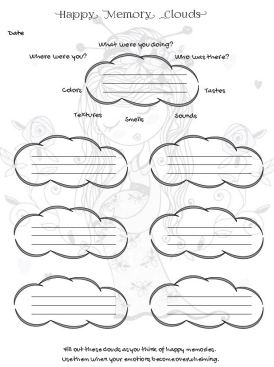 Happy Memory Clouds
Date
What were you doing?
Where were you?
Who was there?
Colors
Tastes
Textures
Smells
Sounds
Fill out these clouds as you think of happy memories.
Use them when your emotions become overwhelming.